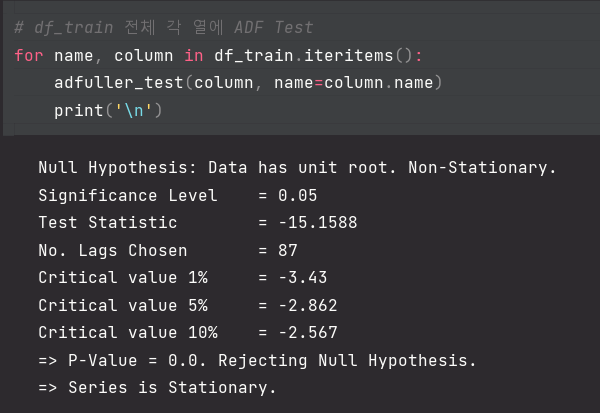 # df_train 전체 각 열에 ADF Test
for name, column in df_train.iteritems():
    adfuller_test(column, name=column.name)
    print('\n')
Null Hypothesis: Data has unit root. Non-Stationary.
Significance Level    = 0.05
Test Statistic        = -15.1588
No. Lags Chosen       = 87
Critical value 1%     = -3.43
Critical value 5%     = -2.862
Critical value 10%    = -2.567
=> P-Value = 0.0. Rejecting Null Hypothesis.
=> Series is Stationary.